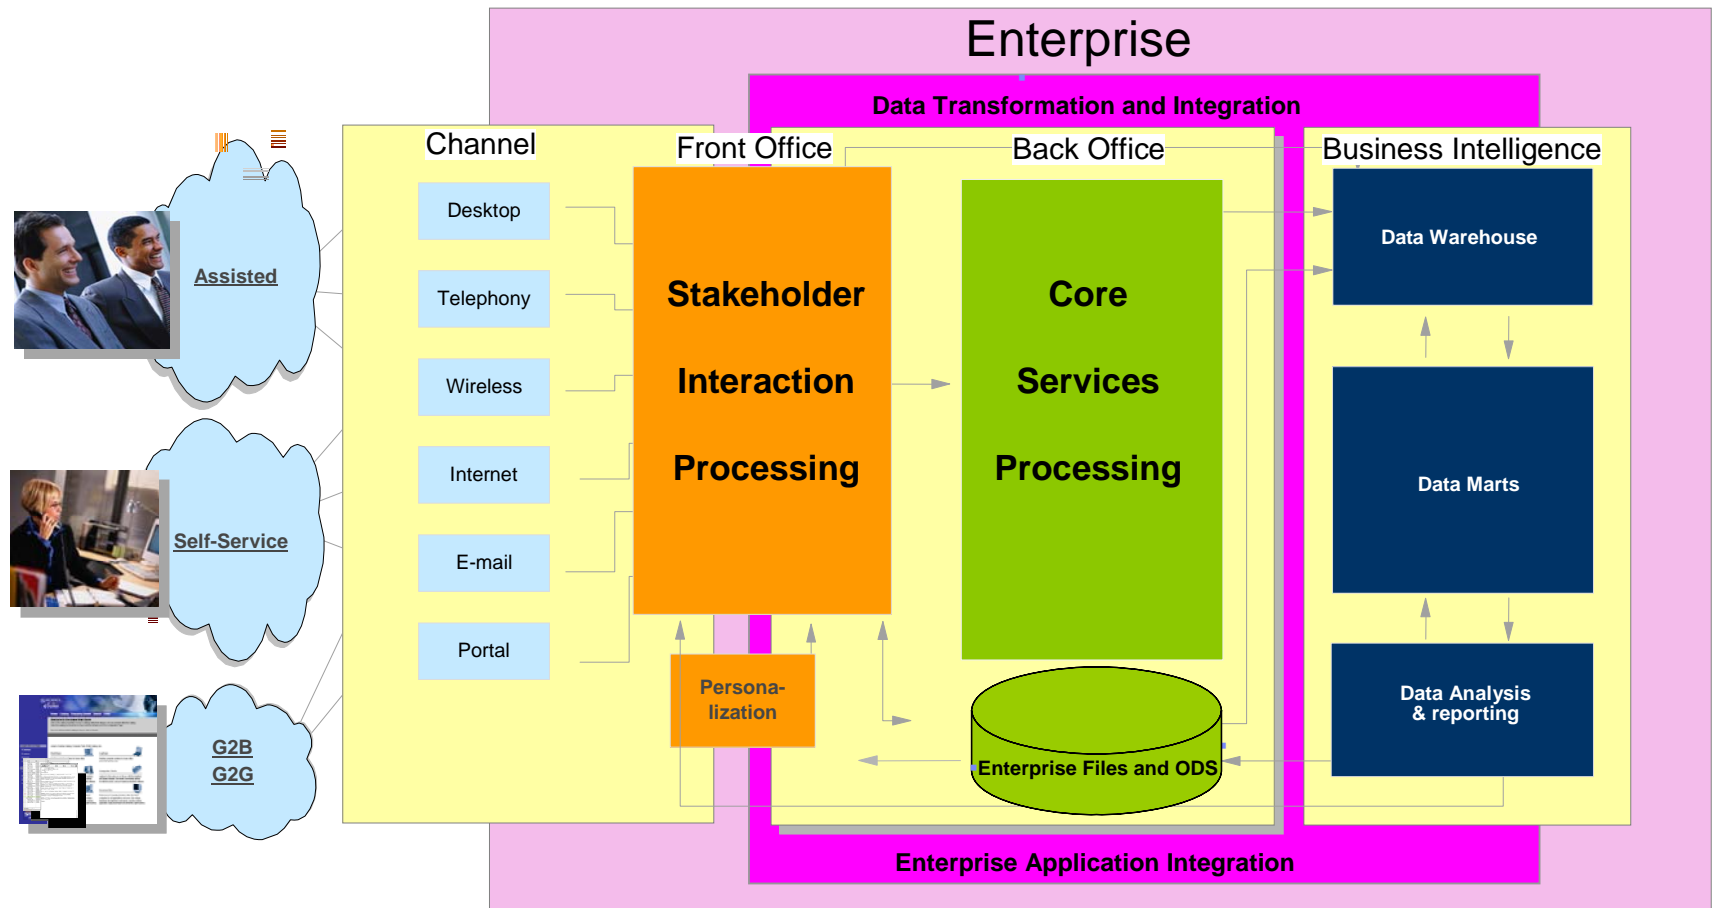 Enterprise
Data Transformation and Integration
Channel
Front Office
Back Office
Business Intelligence
Assisted
Self-Service
G2B
G2G
Desktop
Telephony
Wireless
Internet
E-mail
Portal
Stakeholder
Interaction
Processing
Persona-
lization
Core
Services
Processing
Enterprise Files and ODS
Data Warehouse
Data Marts
Data Analysis
& reporting
Enterprise Application Integration